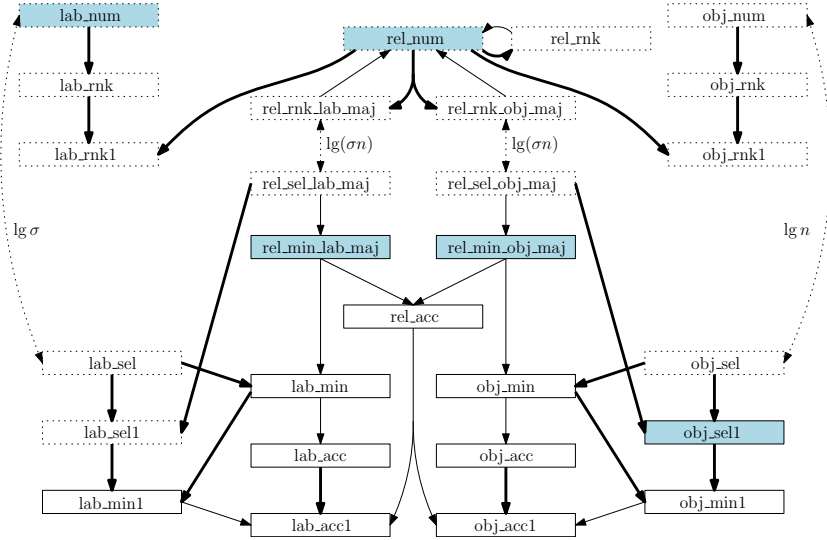 lab_num
obj_num
rel_num
rel_rnk
lab_rnk
obj_rnk
rel_rnk_lab_maj
rel_rnk_obj_maj
lg(σn)
lg(σn)
lab_rnk1
obj_rnk1
rel_sel_lab_maj
rel_sel_obj_maj
lg σ
lg n
rel_min_lab_maj
rel_min_obj_maj
rel_acc
lab_sel
obj_sel
lab_min
obj_min
lab_sel1
obj_sel1
lab_acc
obj_acc
lab_min1
obj_min1
lab_acc1
obj_acc1